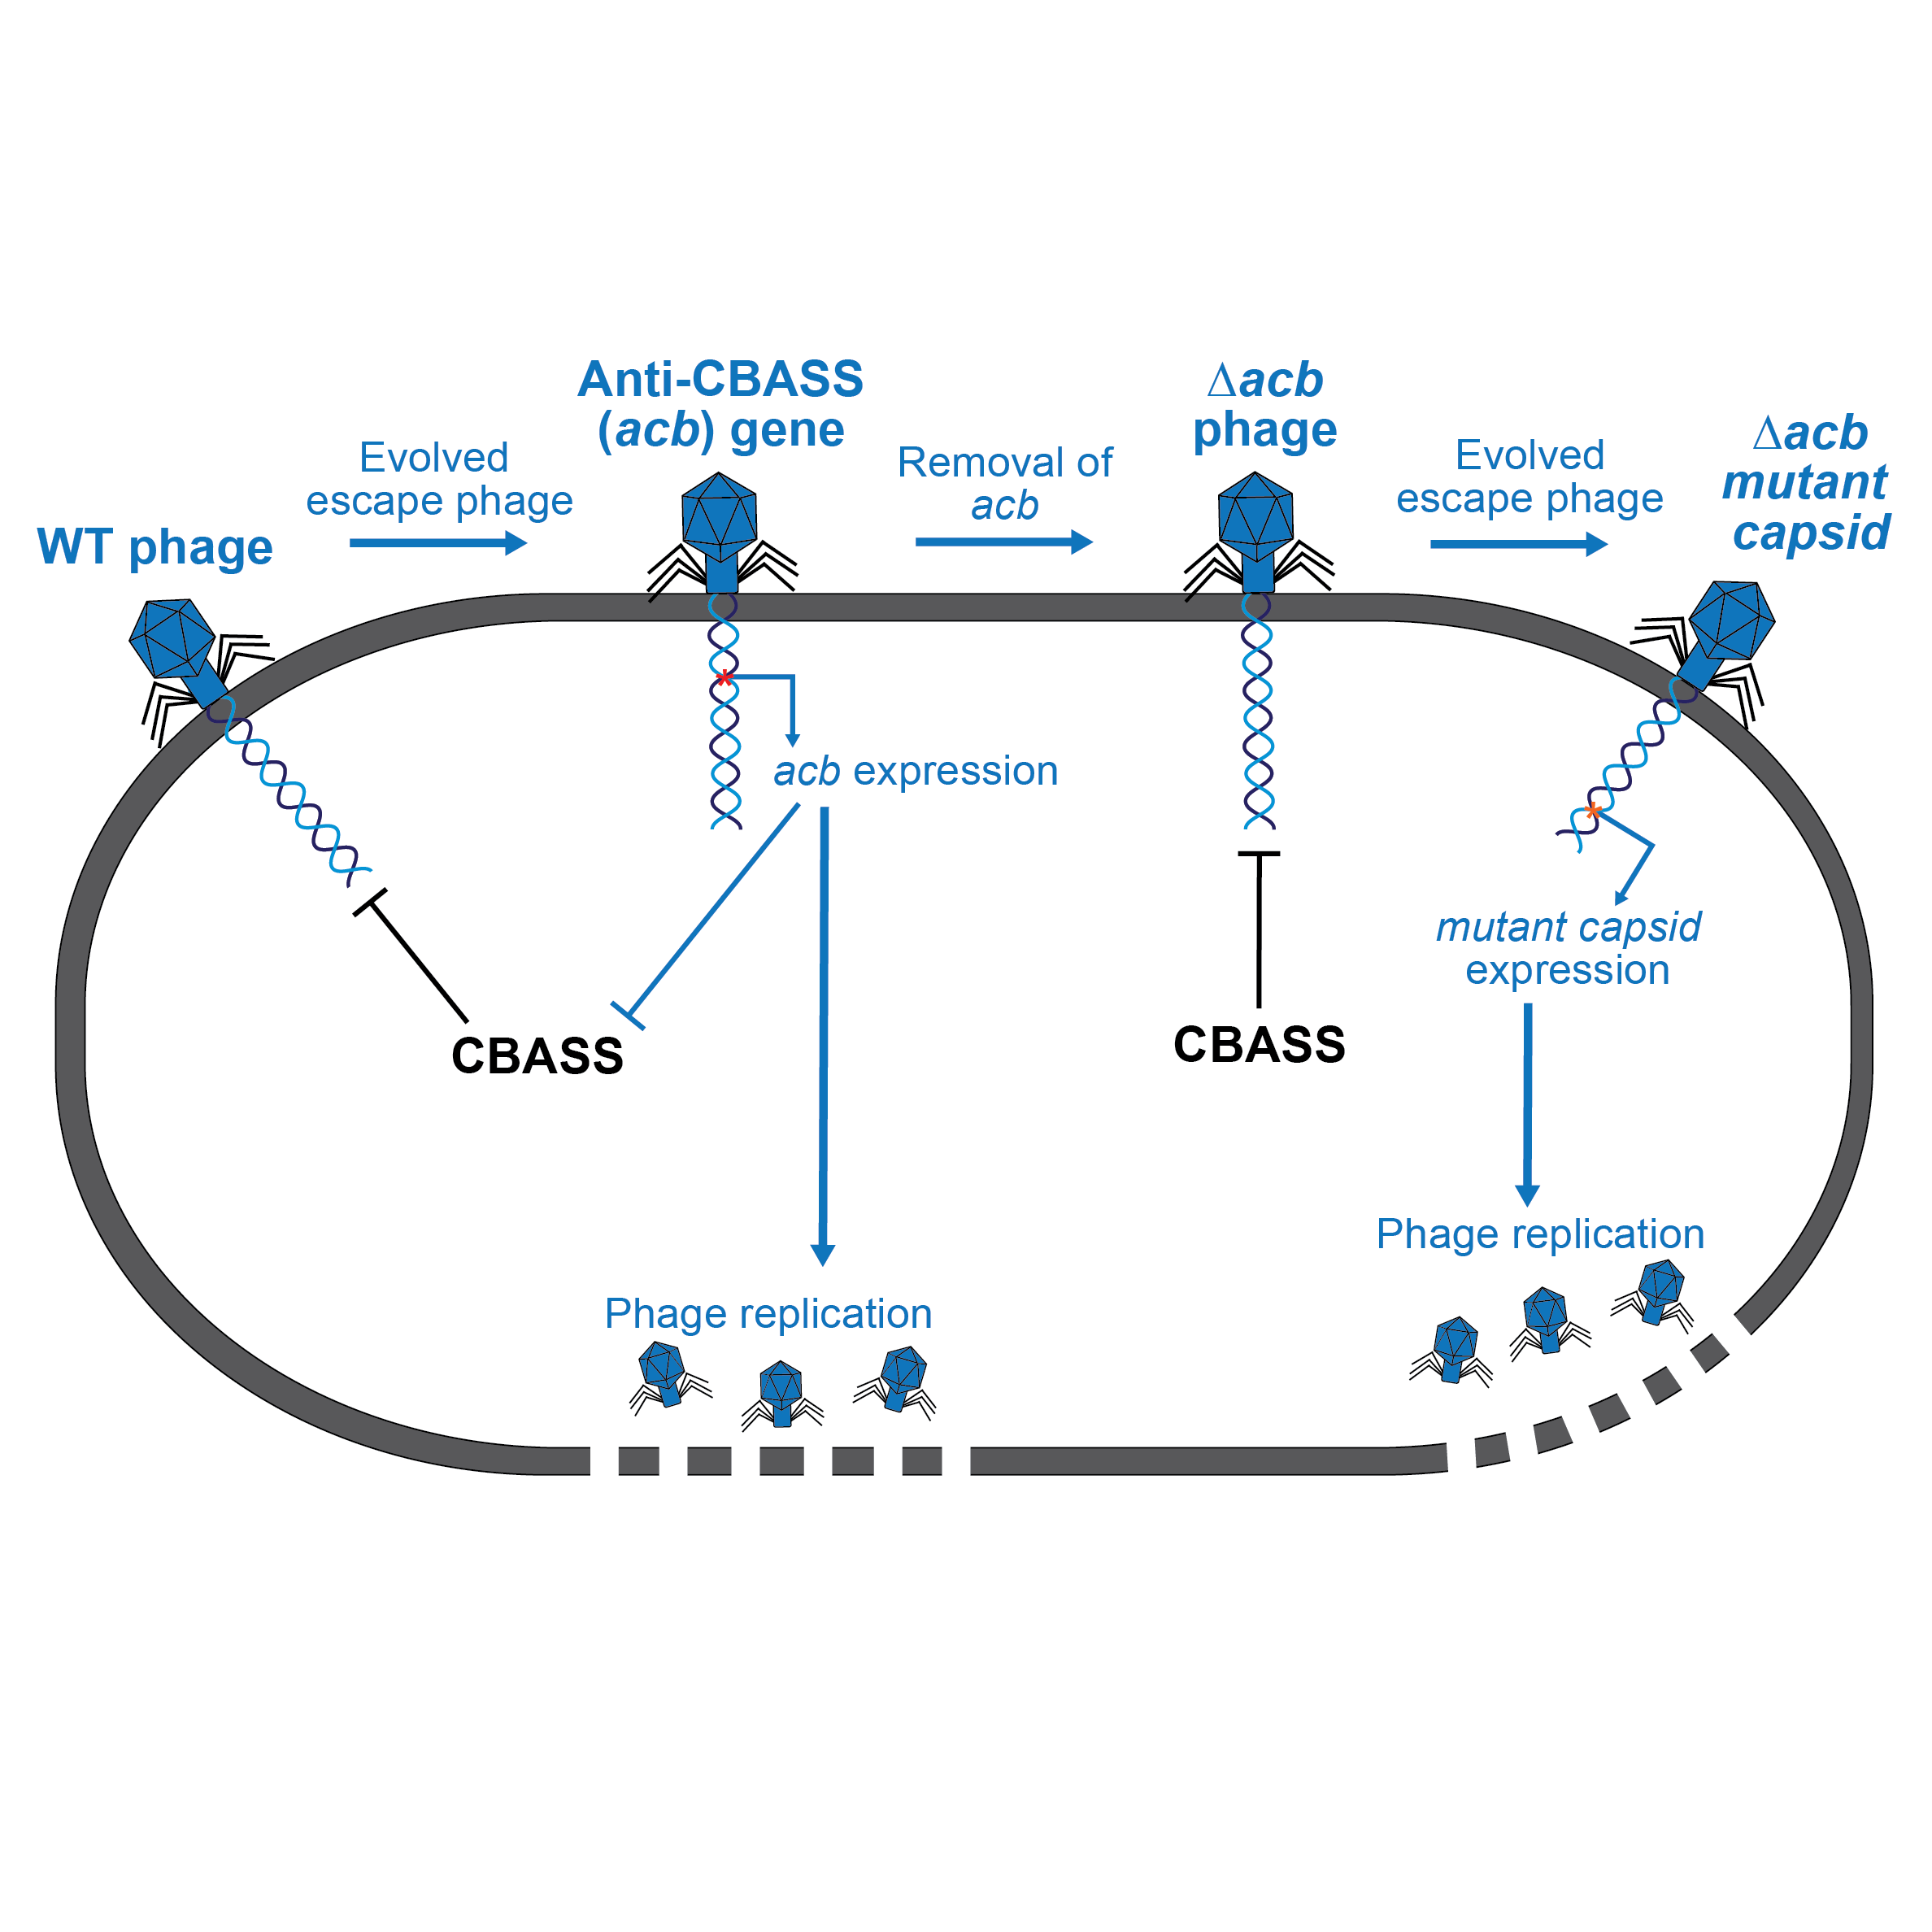 Anti-CBASS
(acb) gene
Δacb
phage
Δacb
mutant
capsid
Evolved
escape phage
Removal of
acb
Evolved
escape phage
WT phage
acb expression
mutant capsid
expression
CBASS
CBASS
Phage replication
Phage replication